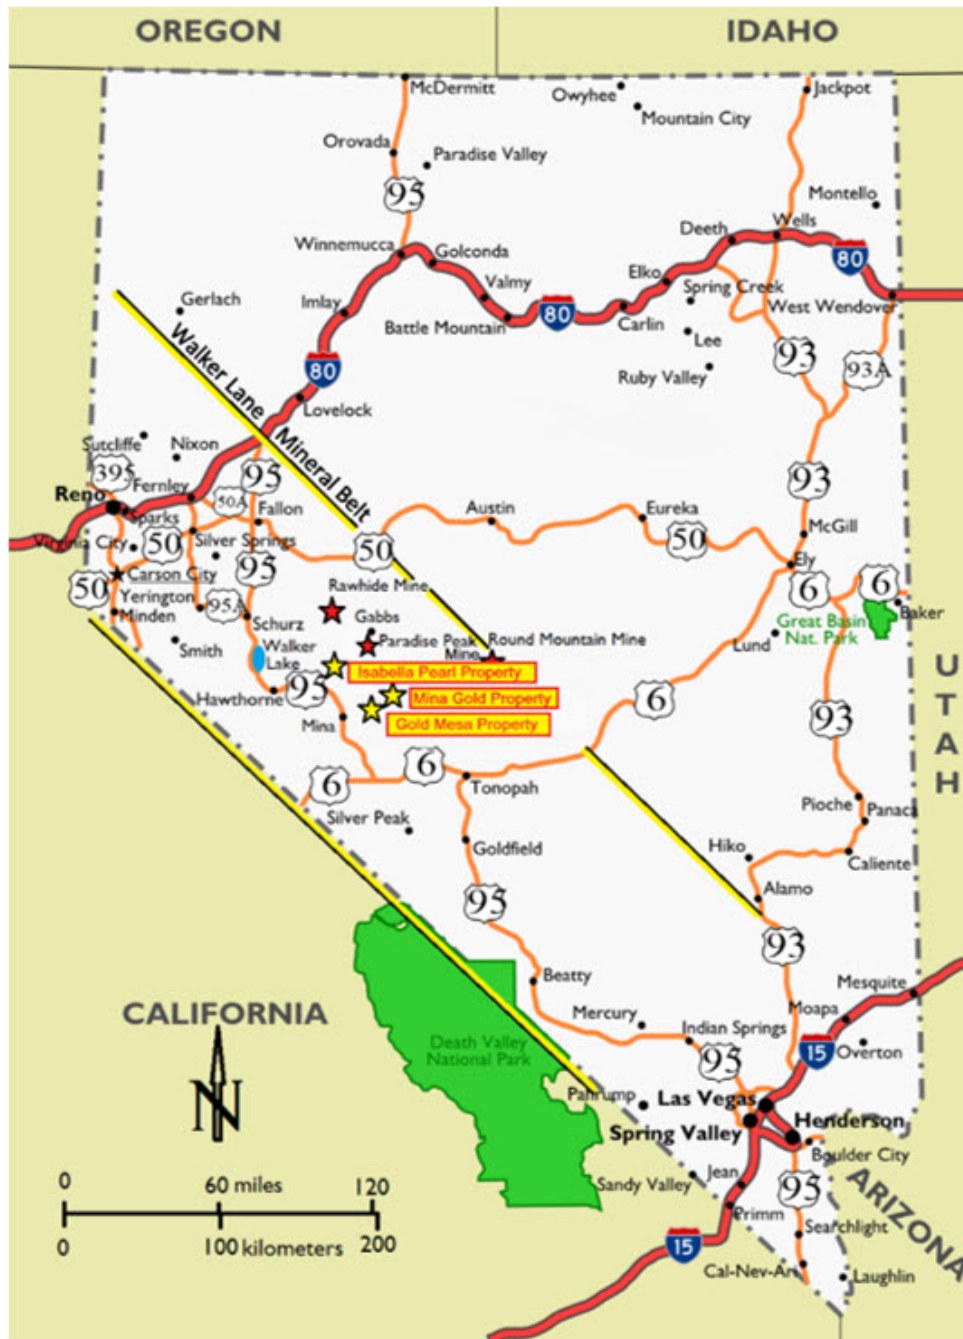 OREGON
IDAHO
McDermitt
Owyhee
Jackpot
Mountain City
Orovada
Paradise Valley
95
Montello
Deeth
Wells
Winnemucca
Golconda
80
Elko
Valmy
Spring Creek
Gerlach
Imlay
80
West Wendover
Battle Mountain
Carlin
Lee
Walker Lane
Mineral Belt
80
93
93A
Ruby Valley
Lovelock
Sutcliffe
Nixon
395
95
93
Reno
Fernley
50A
Sparks
Fallon
Austin
Eureka
McGill
Virginia City
50
Silver Springs
50
50
Ely
50
Carson City
95
Rawhide Mine
6
6
Yerington
95A
Minden
Schurz
Gabbs
Great Basin
Nat. Park
Baker
Smith
Walker
Lake
Paradise Peak
Mine
Round Mountain Mine
Lund
Isabella Pearl Property
Hawthorne
95
Mina Gold Property
6
Mina
Gold Mesa Property
93
UTAH
6
6
Tonopah
Silver Peak
Pioche
Panaca
Goldfield
Hiko
Caliente
Alamo
95
93
Beatty
Mesquite
CALIFORNIA
Mercury
Moapa
Indian Springs
Death Valley
National Park
95
15
Overton
N
Pahrump
Las Vegas
Spring Valley
Henderson
Boulder City
0
60 miles
120
Sandy Valley
Jean
95
ARIZONA
Primm
0
100 kilometers
200
15
Searchlight
Cal-Nev-Ari
Laughlin